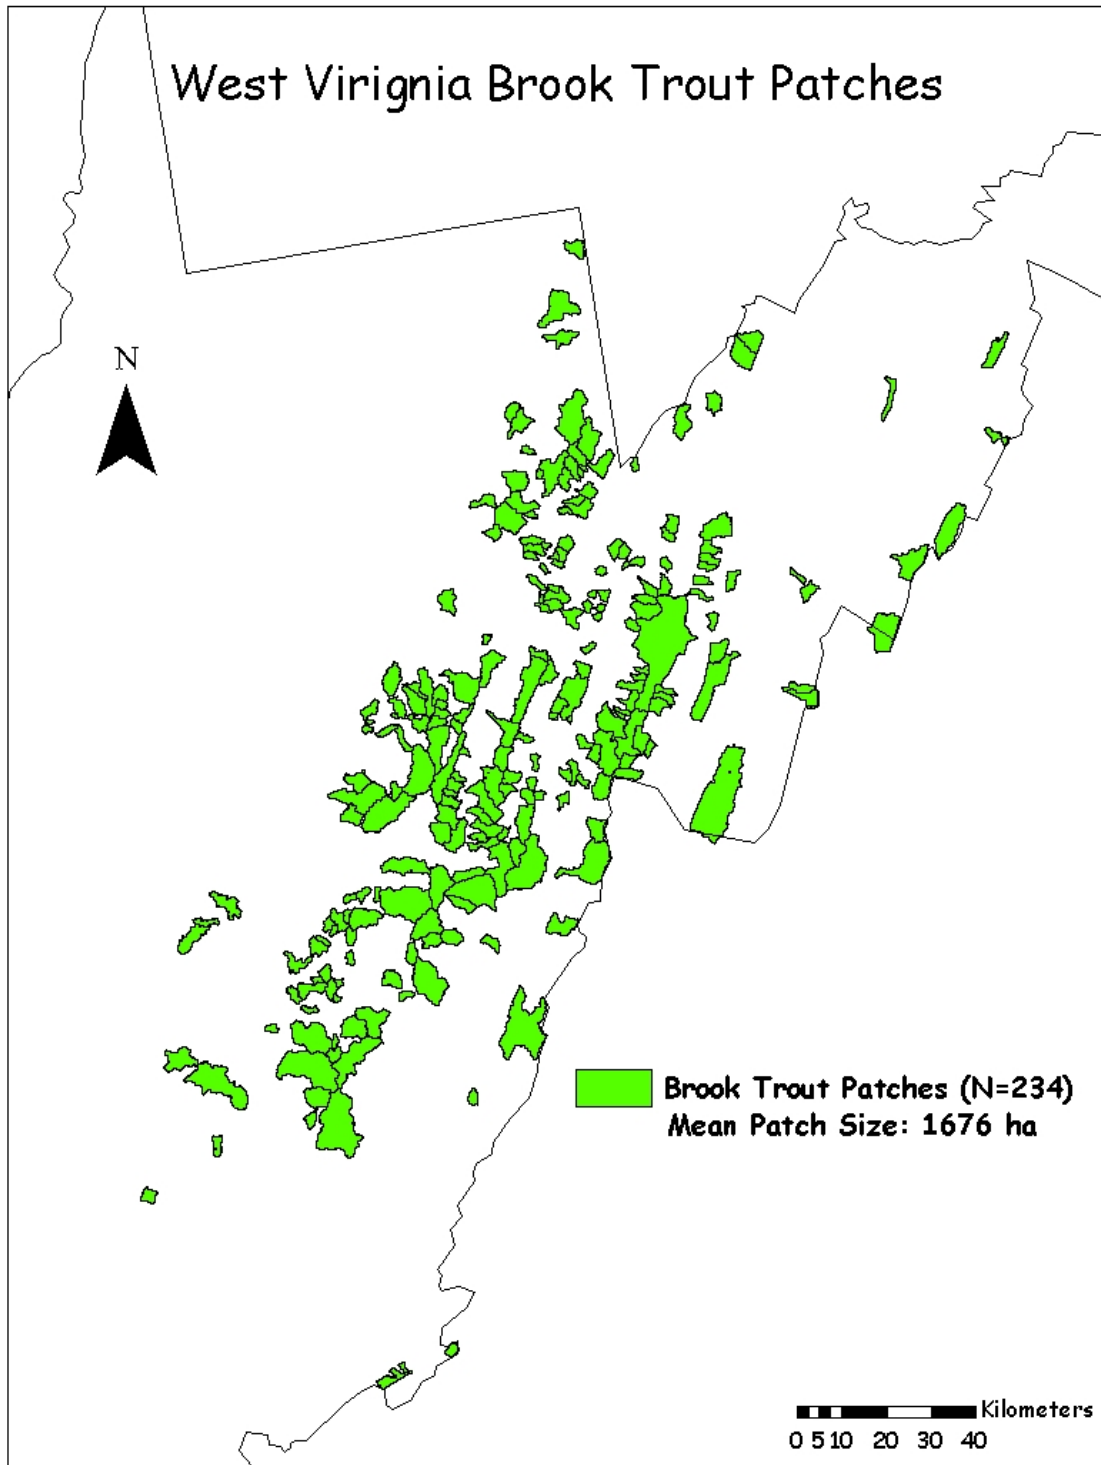 West Virignia Brook Trout Patches
N
Brook Trout Patches (N=234)
Mean Patch Size: 1676 ha
Kilometers
0 5 10 20 30 40